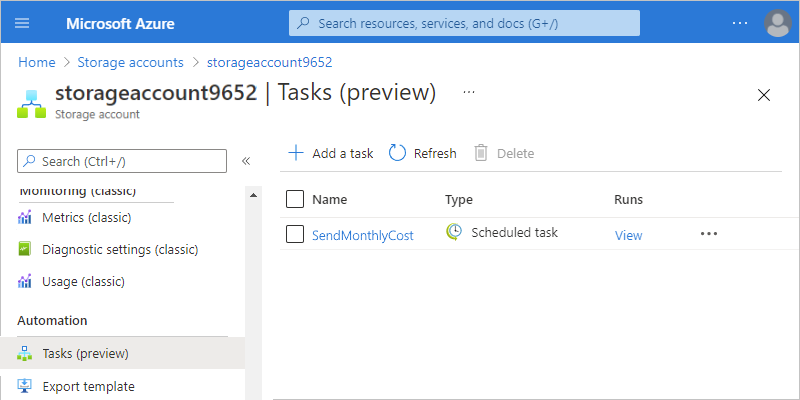 Microsoft Azure
Search resources, services, and docs (G+/)
...
Home > Storage accounts > storageaccount9652
storageaccount9652 | Tasks (preview) ...
Storage account
Search (Ctrl+/) «
Monitoring (classic)
Metrics (classic)
Diagnostic settings (classic)
Usage (classic)
Automation
Tasks (preview)
Export template
+ Add a task Refresh Delete
Name Type Runs
SendMonthlyCost Scheduled task View ...